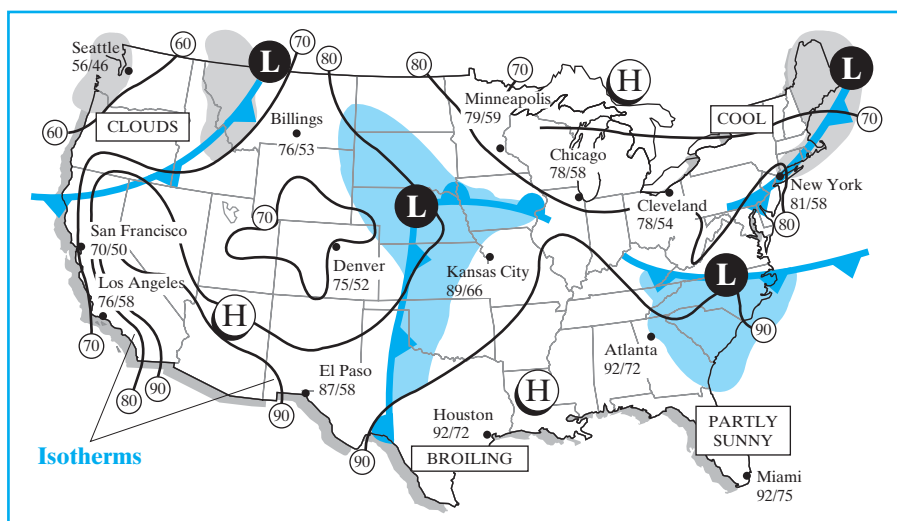 60
70
80
80
70
H
L
L
Seattle
56/46
60
CLOUDS
Billings
76/53
Minneapolis
79/59
COOL
70
Chicago
78/58
Cleveland
78/54
New York
81/58
80
70
L
San Francisco
70/50
Denver
75/52
Kansas City
89/66
L
Los Angeles
76/58
H
70
80
90
El Paso
87/58
90
H
Atlanta
92/72
90
Houston
92/72
90
BROILING
PARTLY
SUNNY
Miami
92/75
Isotherms